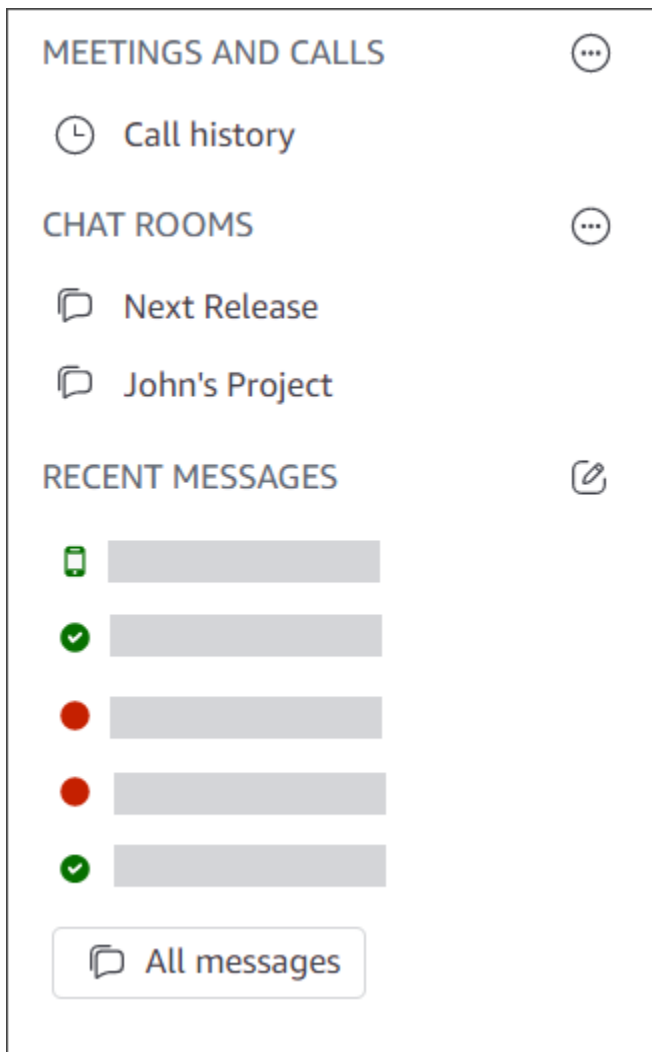 MEETINGS AND CALLS
Call history
CHAT ROOMS
Next Release
John's Project
RECENT MESSAGES
All messages